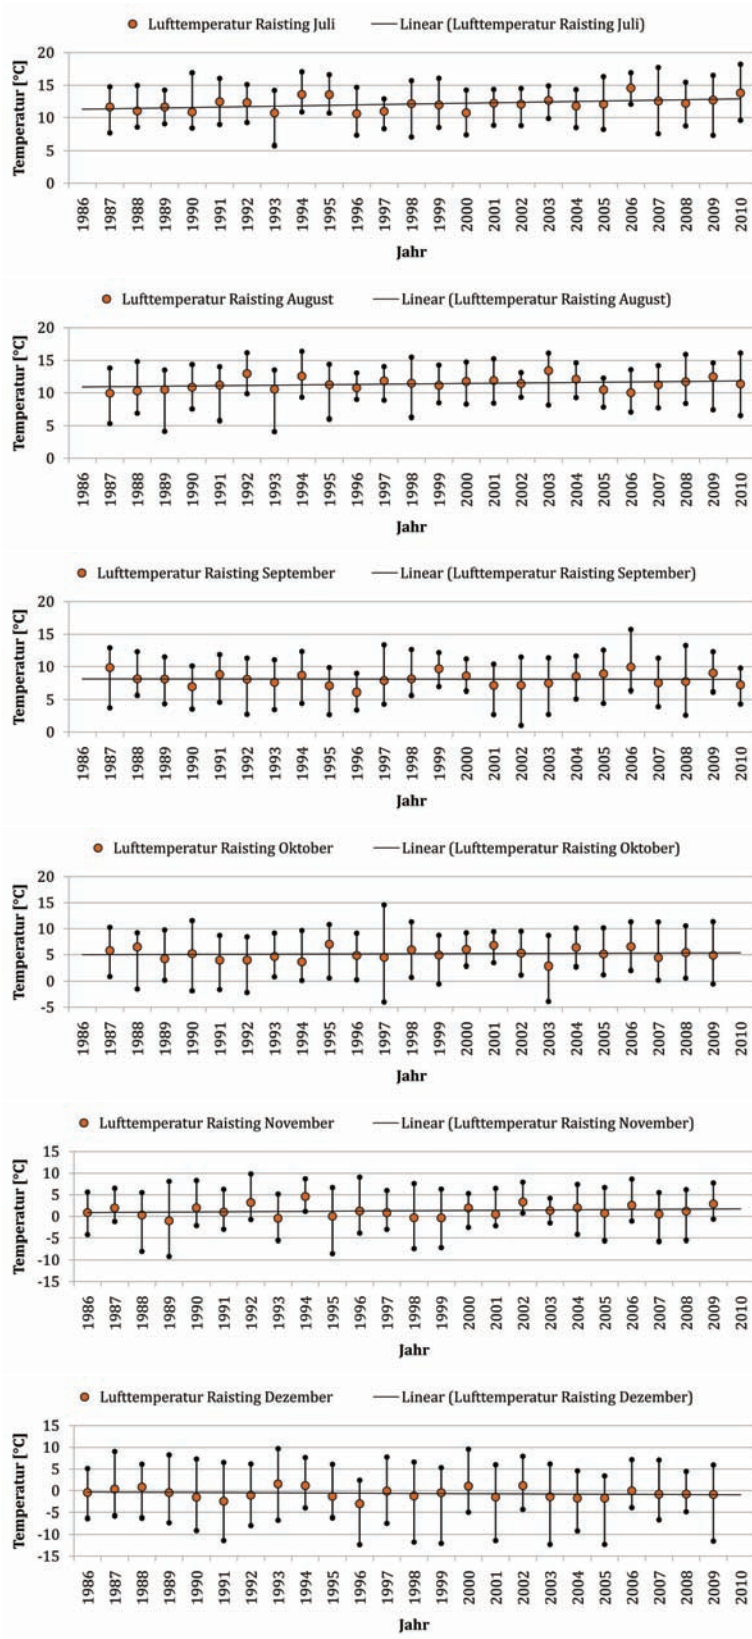 Lufttemperatur Raisting Juli Linear (Lufttemperatur Raisting Juli)
Temperatur [°C]
20
15
10
5
0
1986 1987 1988 1989 1990 1991 1992 1993 1994 1995 1996 1997 1998 1999 2000 2001 2002 2003 2004 2005 2006 2007 2008 2009 2010
Jahr
Lufttemperatur Raisting August Linear (Lufttemperatur Raisting August)
Temperatur [°C]
20
15
10
5
0
1986 1987 1988 1989 1990 1991 1992 1993 1994 1995 1996 1997 1998 1999 2000 2001 2002 2003 2004 2005 2006 2007 2008 2009 2010
Jahr
Lufttemperatur Raisting September Linear (Lufttemperatur Raisting September)
Temperatur [°C]
20
15
10
5
0
1986 1987 1988 1989 1990 1991 1992 1993 1994 1995 1996 1997 1998 1999 2000 2001 2002 2003 2004 2005 2006 2007 2008 2009 2010
Jahr
Lufttemperatur Raisting Oktober Linear (Lufttemperatur Raisting Oktober)
Temperatur [°C]
20
15
10
5
0
-5
1986 1987 1988 1989 1990 1991 1992 1993 1994 1995 1996 1997 1998 1999 2000 2001 2002 2003 2004 2005 2006 2007 2008 2009 2010
Jahr
Lufttemperatur Raisting November Linear (Lufttemperatur Raisting November)
Temperatur [°C]
15
10
5
0
-5
-10
-15
1986 1987 1988 1989 1990 1991 1992 1993 1994 1995 1996 1997 1998 1999 2000 2001 2002 2003 2004 2005 2006 2007 2008 2009 2010
Jahr
Lufttemperatur Raisting Dezember Linear (Lufttemperatur Raisting Dezember)
Temperatur [°C]
15
10
5
0
-5
-10
-15
1986 1987 1988 1989 1990 1991 1992 1993 1994 1995 1996 1997 1998 1999 2000 2001 2002 2003 2004 2005 2006 2007 2008 2009 2010
Jahr